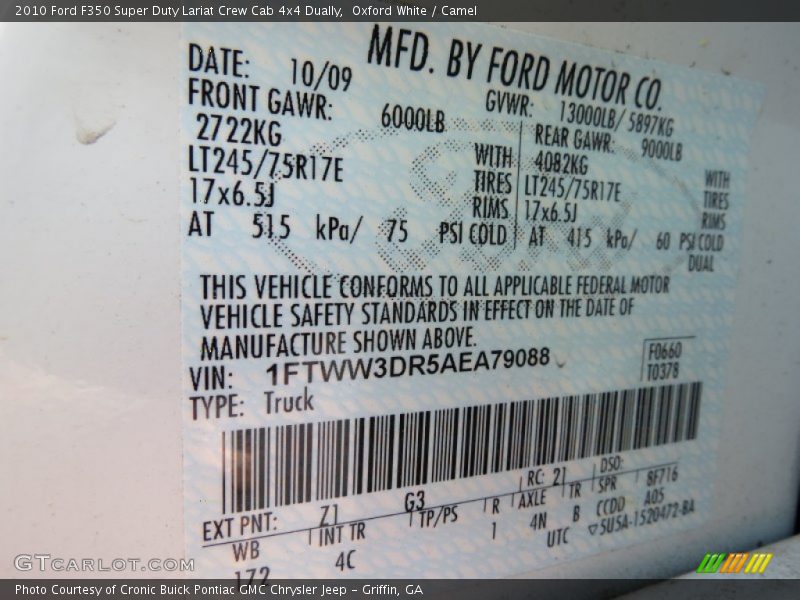 2010 Ford F350 Super Duty Lariat Crew Cab 4x4 Dually, Oxford White / Camel
MFD. BY FORD MOTOR CO.
DATE: 10/09 GVWR: 13000LB/ 5897KG
FRONT GAWR: 6000LB REAR GAWR: 9000LB
2722KG WITH 4082KG WITH
LT245/75R17E TIRES LT245/75R17E TIRES
17x6.5J RIMS 17x6.5J RIMS
AT 515 kPa/ 75 PSI COLD AT 415 kPa/ 60 PSI COLD
DUAL
THIS VEHICLE CONFORMS TO ALL APPLICABLE FEDERAL MOTOR
VEHICLE SAFETY STANDARDS IN EFFECT ON THE DATE OF
MANUFACTURE SHOWN ABOVE.
VIN: 1FTWW3DR5AEA79088 F0660
TYPE: Truck T0378
EXT PNT: Z1 G3 RC: 21 DSO:
WB INT TR TP/PS R AXLE TR SPR 8F716
172 4C 1 4N B CCDD A05
UTC ▽5U5A-1520472-BA
GTCARLOT.COM
Photo Courtesy of Cronic Buick Pontiac GMC Chrysler Jeep - Griffin, GA